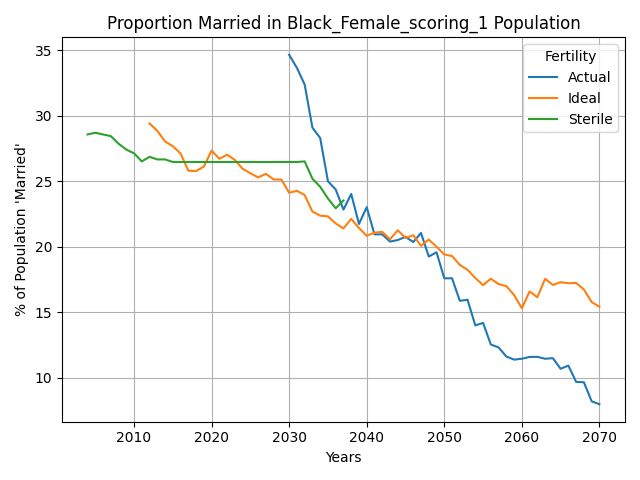 Proportion Married in Black_Female_scoring_1 Population
% of Population 'Married'
35
30
25
20
15
10
Fertility
Actual
Ideal
Sterile
2010 2020 2030 2040 2050 2060 2070
Years